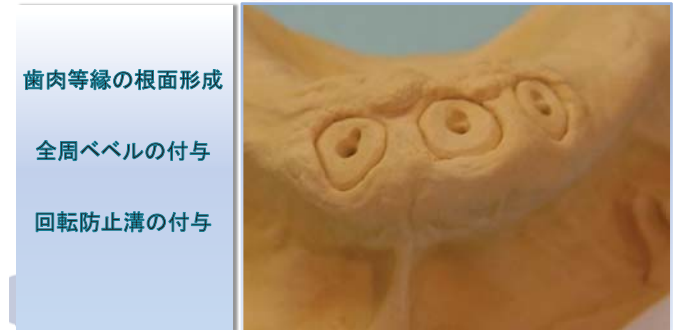 歯肉等縁の根面形成
全周ベベルの付与
回転防止溝の付与